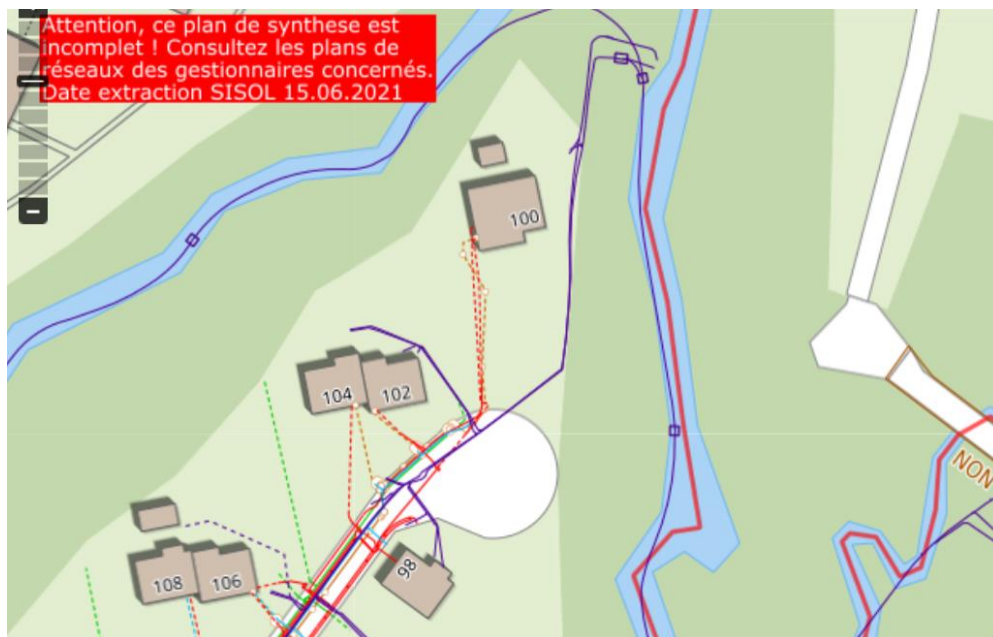 Attention, ce plan de synthese est
incomplet ! Consultez les plans de
réseaux des gestionnaires concernés.
Date extraction SISOL 15.06.2021
100
104
102
108
106
98
NON